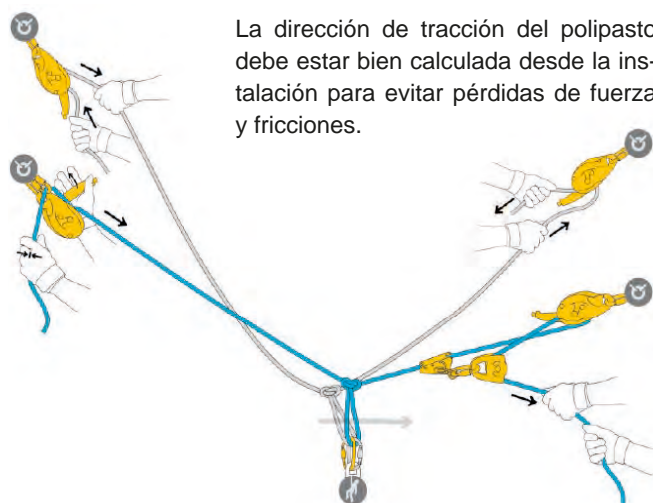 La dirección de tracción del polipasto
debe estar bien calculada desde la ins-
talación para evitar pérdidas de fuerza
y fricciones.